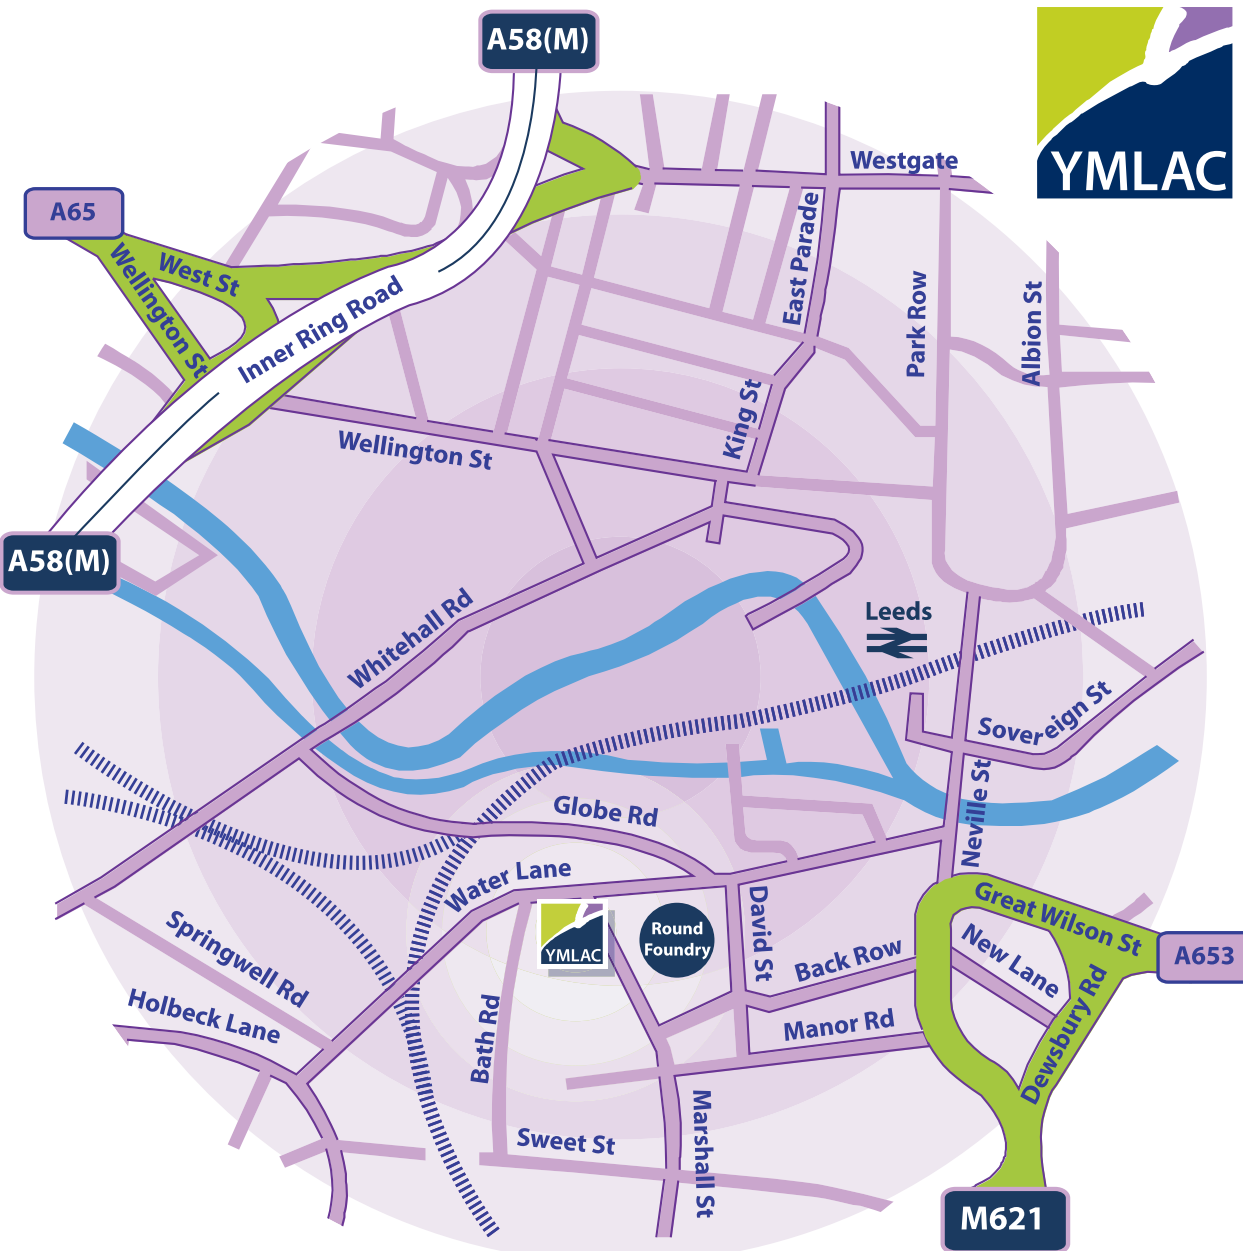 A58(M)
YMLAC
Westgate
A65
West St
Wellington St
East Parade
Inner Ring Road
Park Row
Albion St
King St
Wellington St
A58(M)
Whitehall Rd
Leeds
Sovereign St
Globe Rd
Neville St
Water Lane
Great Wilson St
David St
YMLAC
Round
Foundry
Springwell Rd
Back Row
New Lane
A653
Holbeck Lane
Bath Rd
Manor Rd
Dewsbury Rd
Sweet St
Marshall St
M621